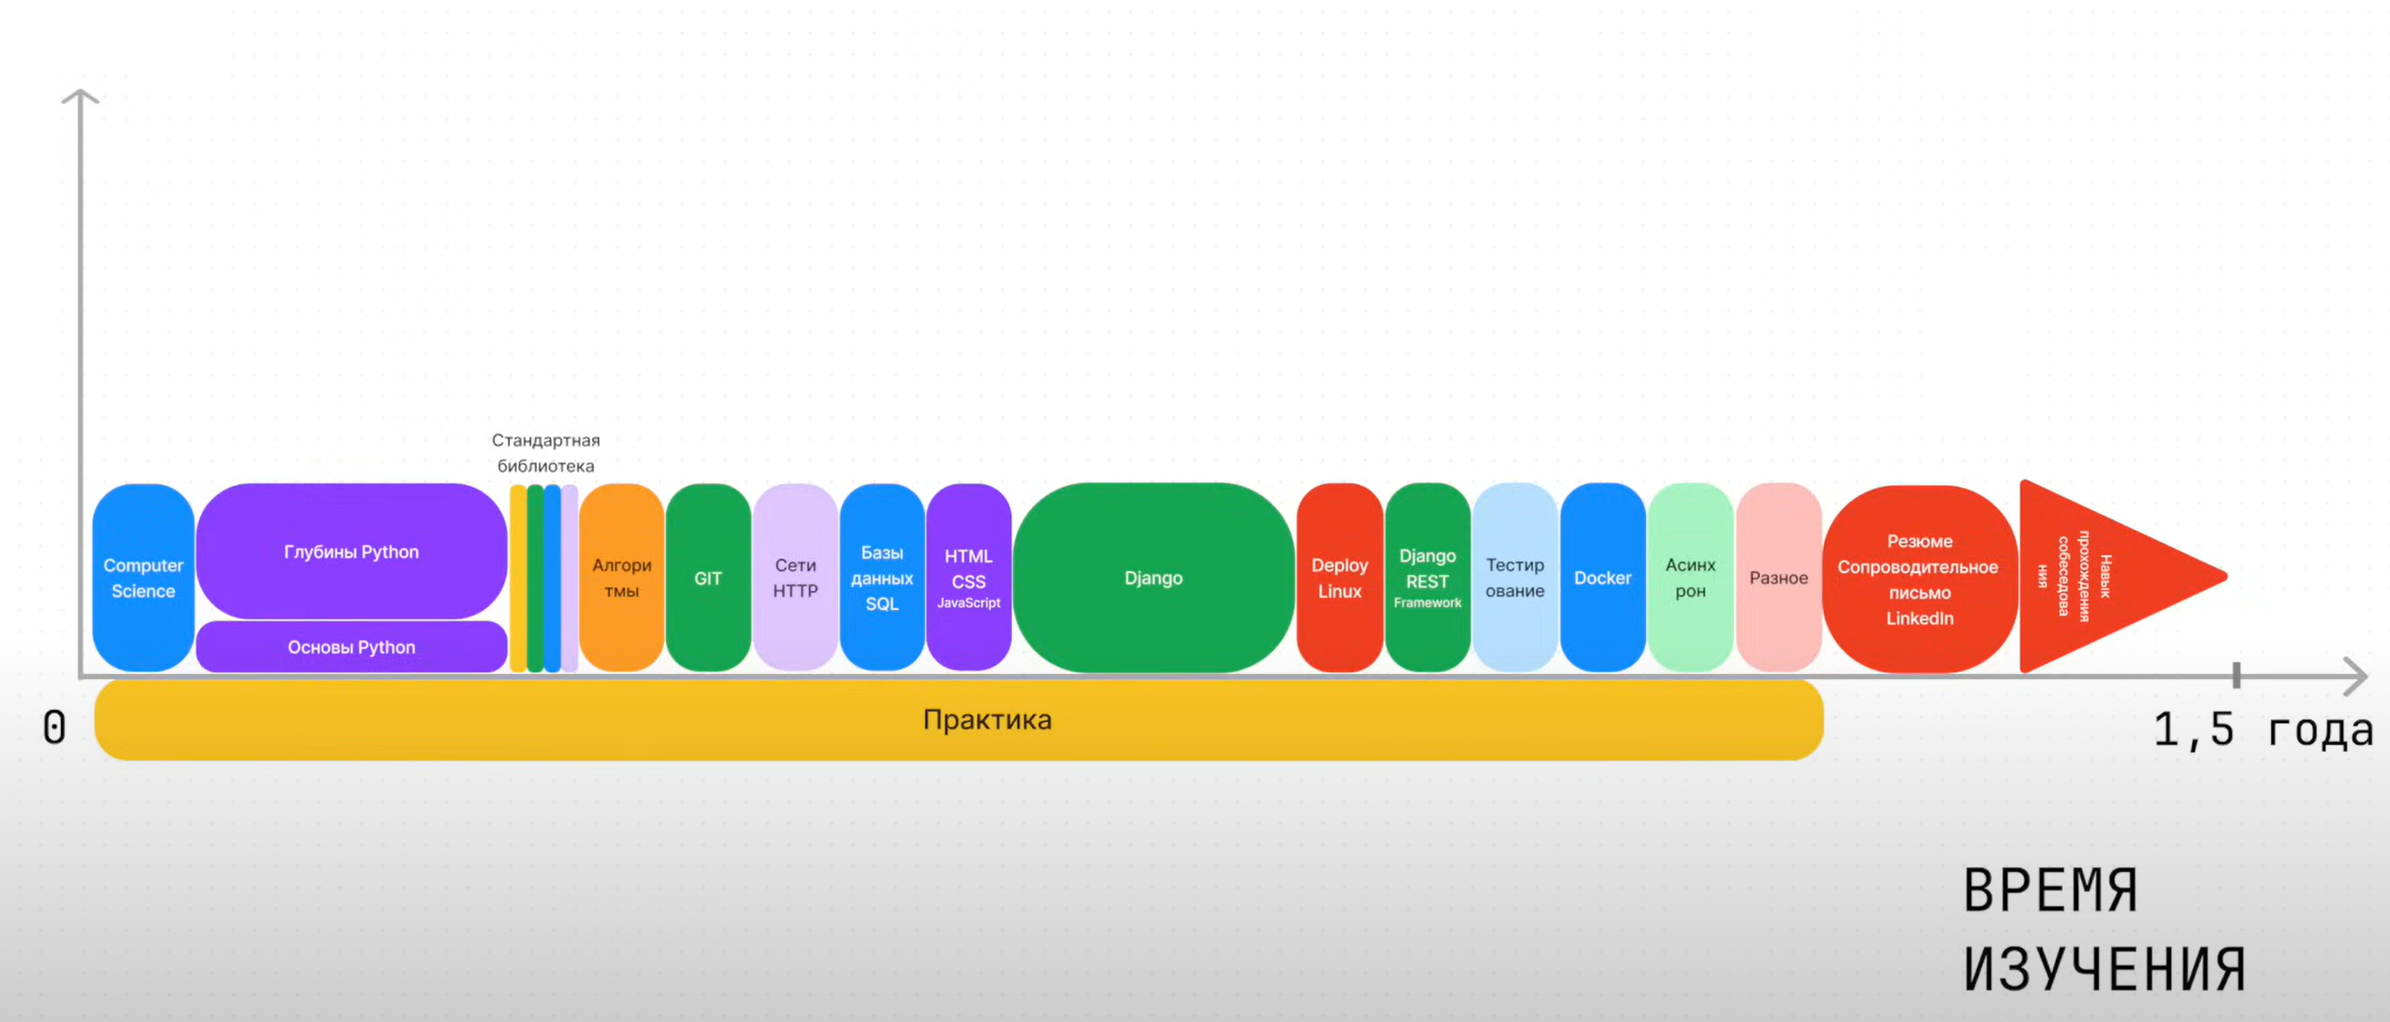 Стандартная
библиотека
Computer
Science
Глубины Python
Основы Python
Алгори
тмы
GIT
Сети
HTTP
Базы
данных
SQL
HTML
CSS
JavaScript
Django
Deploy
Linux
Django
REST
Framework
Тестир
ование
Docker
Асинх
рон
Разное
Резюме
Сопроводительное
письмо
LinkedIn
Навык
прохождения
собеседова
ния
Практика
0
1,5 года
ВРЕМЯ
ИЗУЧЕНИЯ